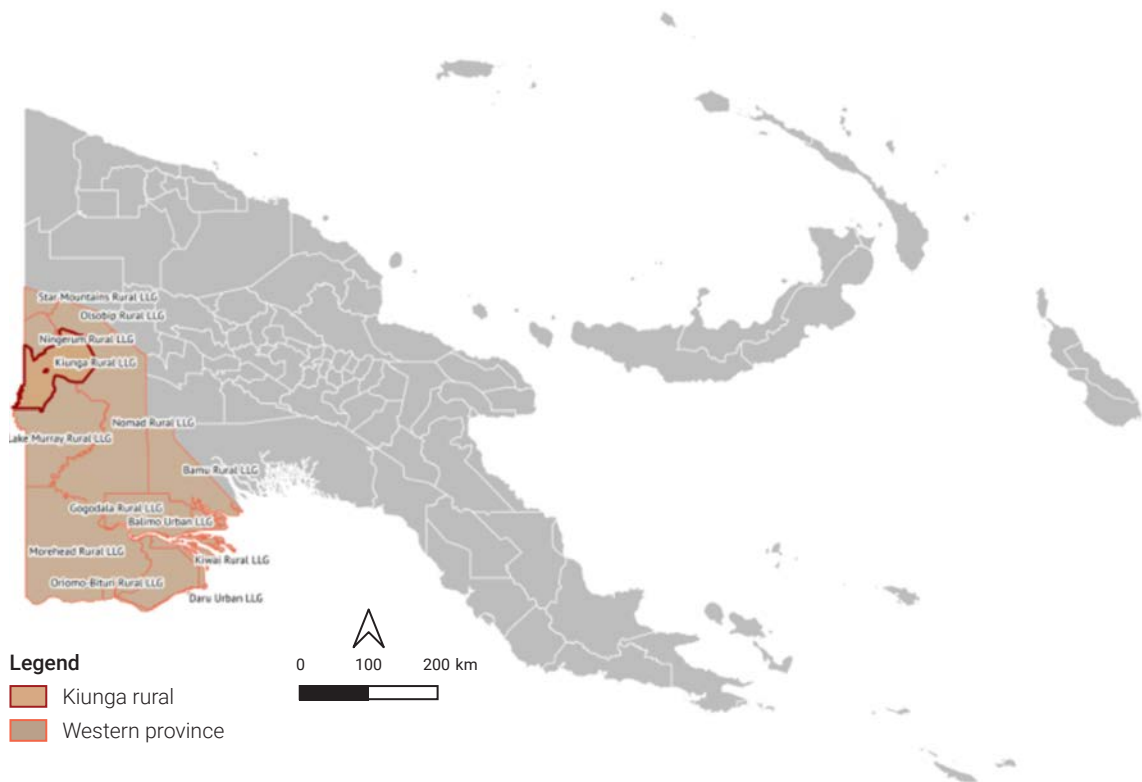 Star Mountains Rural LLG
Olsobip Rural LLG
Ningerum Rural LLG
Kiunga Rural LLG
Nomad Rural LLG
Lake Murray Rural LLG
Bamu Rural LLG
Gogodala Rural LLG
Balimo Urban LLG
Morehead Rural LLG
Kiwai Rural LLG
Oriomo-Bituri Rural LLG
Daru Urban LLG
Legend
0 100 200 km
Kiunga rural
Western province